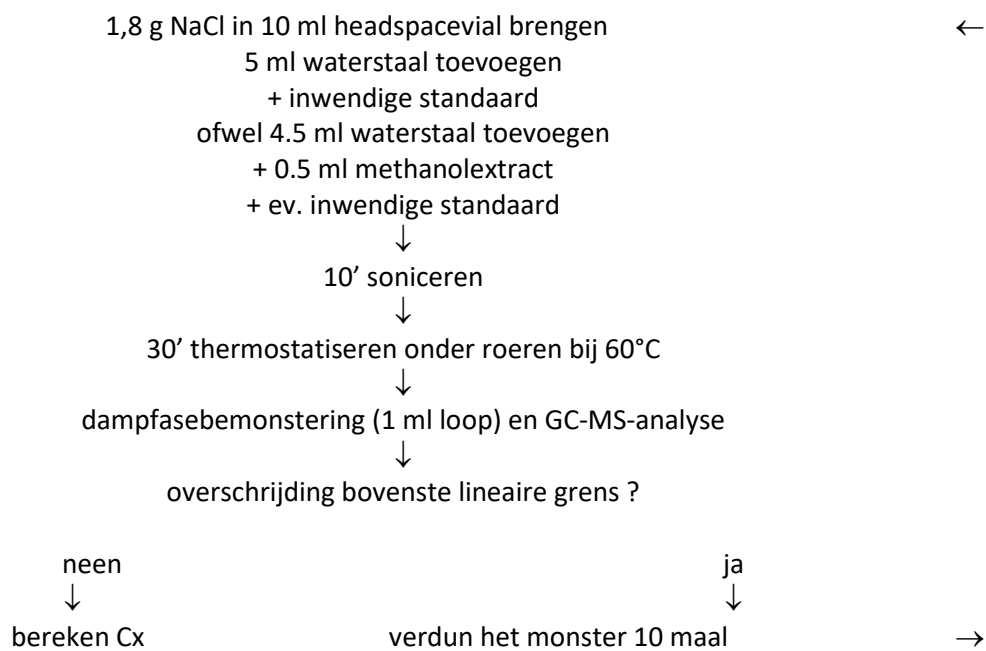 1,8 g NaCl in 10 ml headspacevial brengen ←
5 ml waterstaal toevoegen
+ inwendige standaard
ofwel 4.5 ml waterstaal toevoegen
+ 0.5 ml methanolextract
+ ev. inwendige standaard
↓
10’ soniceren
↓
30’ thermostatiseren onder roeren bij 60°C
↓
dampfasebemonstering (1 ml loop) en GC-MS-analyse
↓
overschrijding bovenste lineaire grens ?
neen ja
↓ ↓
bereken Cx verdun het monster 10 maal →